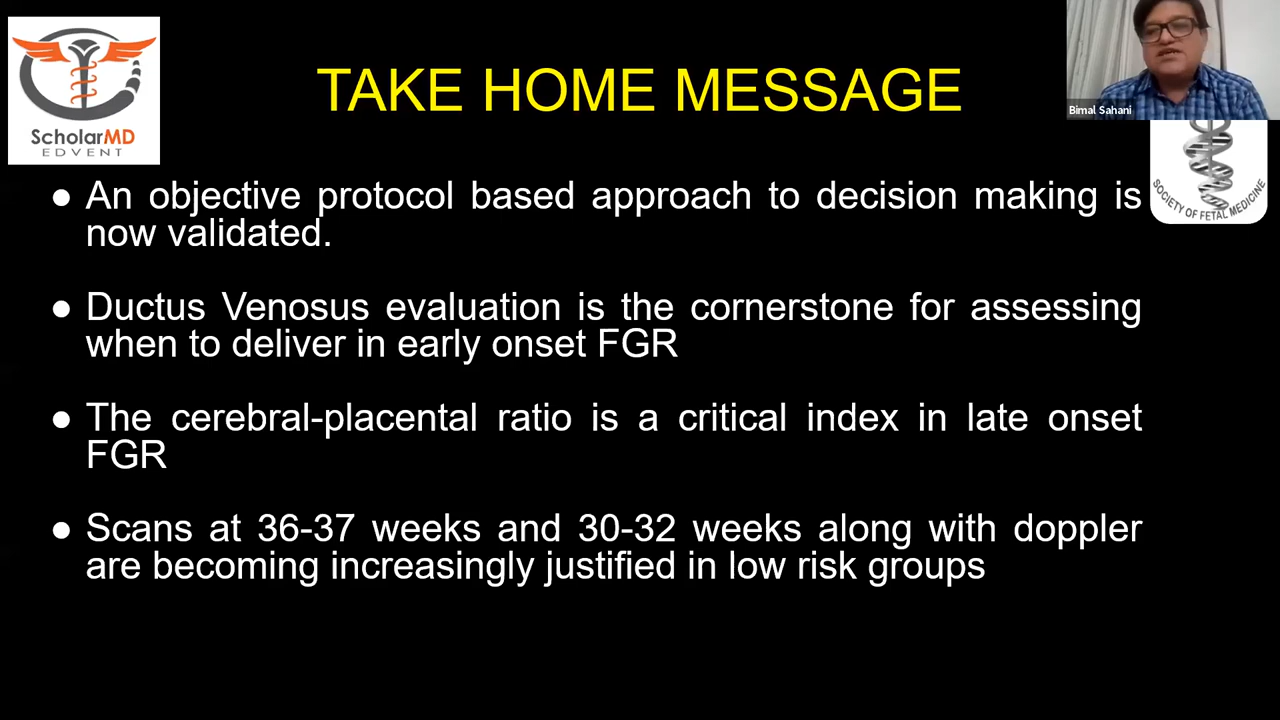 TAKE HOME MESSAGE
Bimal Sahani
ScholarMD
EDVENT
SOCIETY OF FETAL MEDICINE
● An objective protocol based approach to decision making is
now validated.
● Ductus Venosus evaluation is the cornerstone for assessing
when to deliver in early onset FGR
● The cerebral-placental ratio is a critical index in late onset
FGR
● Scans at 36-37 weeks and 30-32 weeks along with doppler
are becoming increasingly justified in low risk groups